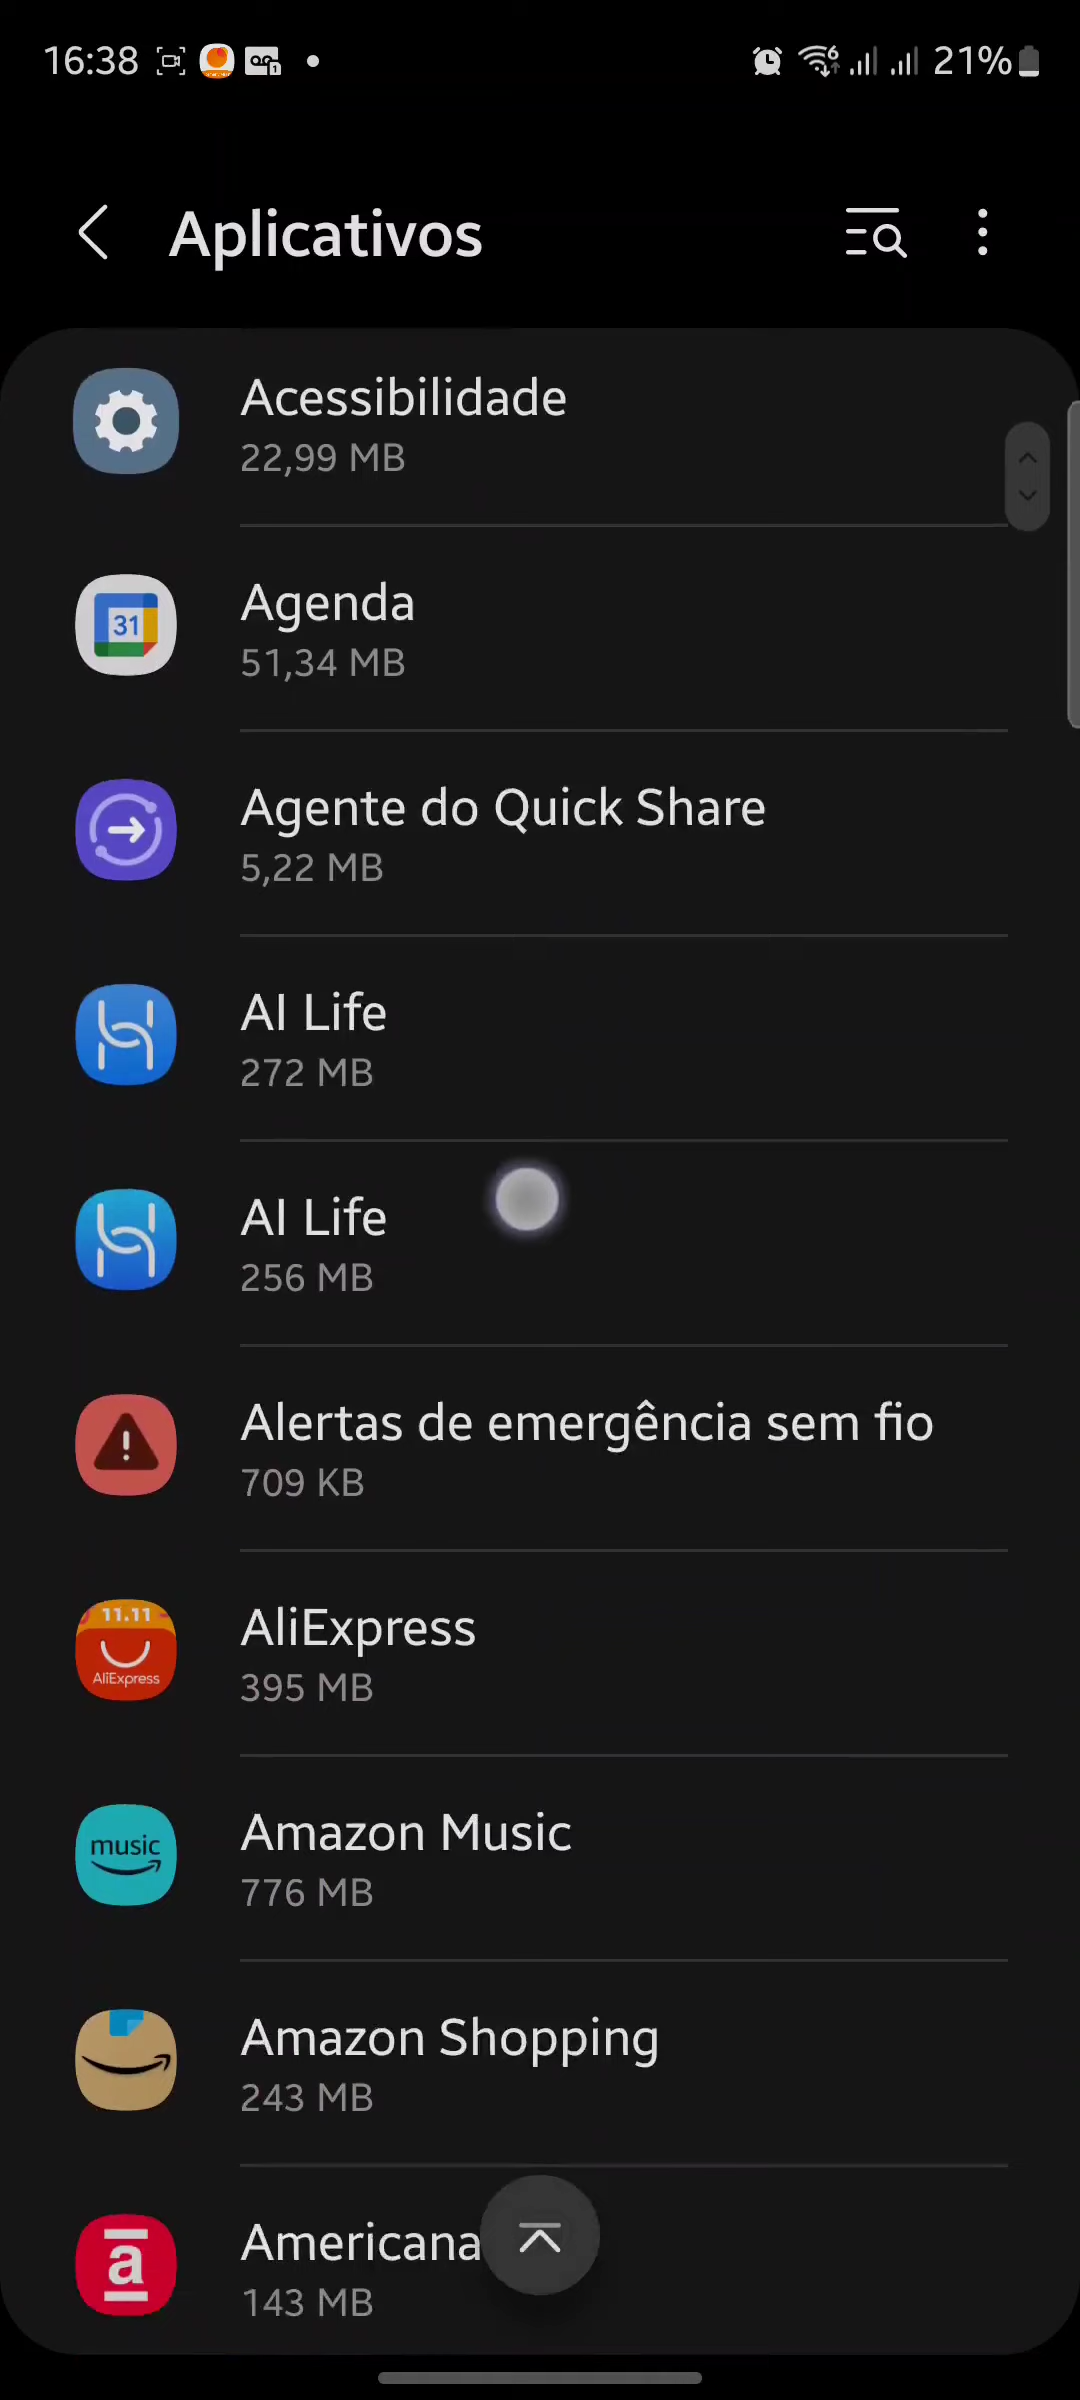 16:38
21%
Aplicativos
Acessibilidade
22,99 MB
31
Agenda
51,34 MB
Agente do Quick Share
5,22 MB
AI Life
272 MB
AI Life
256 MB
Alertas de emergência sem fio
709 KB
11.11
AliExpress
AliExpress
395 MB
music
Amazon Music
776 MB
Amazon Shopping
243 MB
a
Americana
143 MB